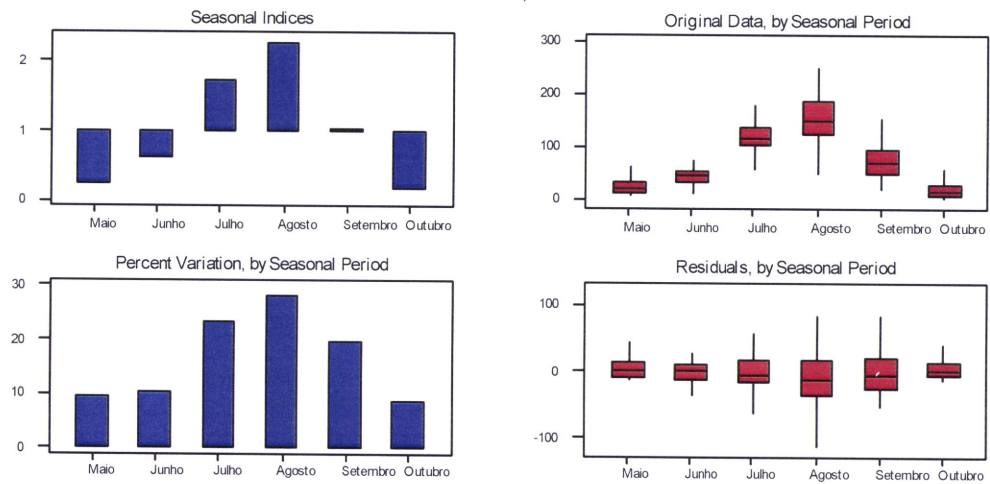 Seasonal Indices
2
1
0
Maio Junho Julho Agosto Setembro Outubro
Original Data, by Seasonal Period
300
200
100
0
Maio Junho Julho Agosto Setembro Outubro
Percent Variation, by Seasonal Period
30
20
10
0
Maio Junho Julho Agosto Setembro Outubro
Residuals, by Seasonal Period
100
0
-100
Maio Junho Julho Agosto Setembro Outubro